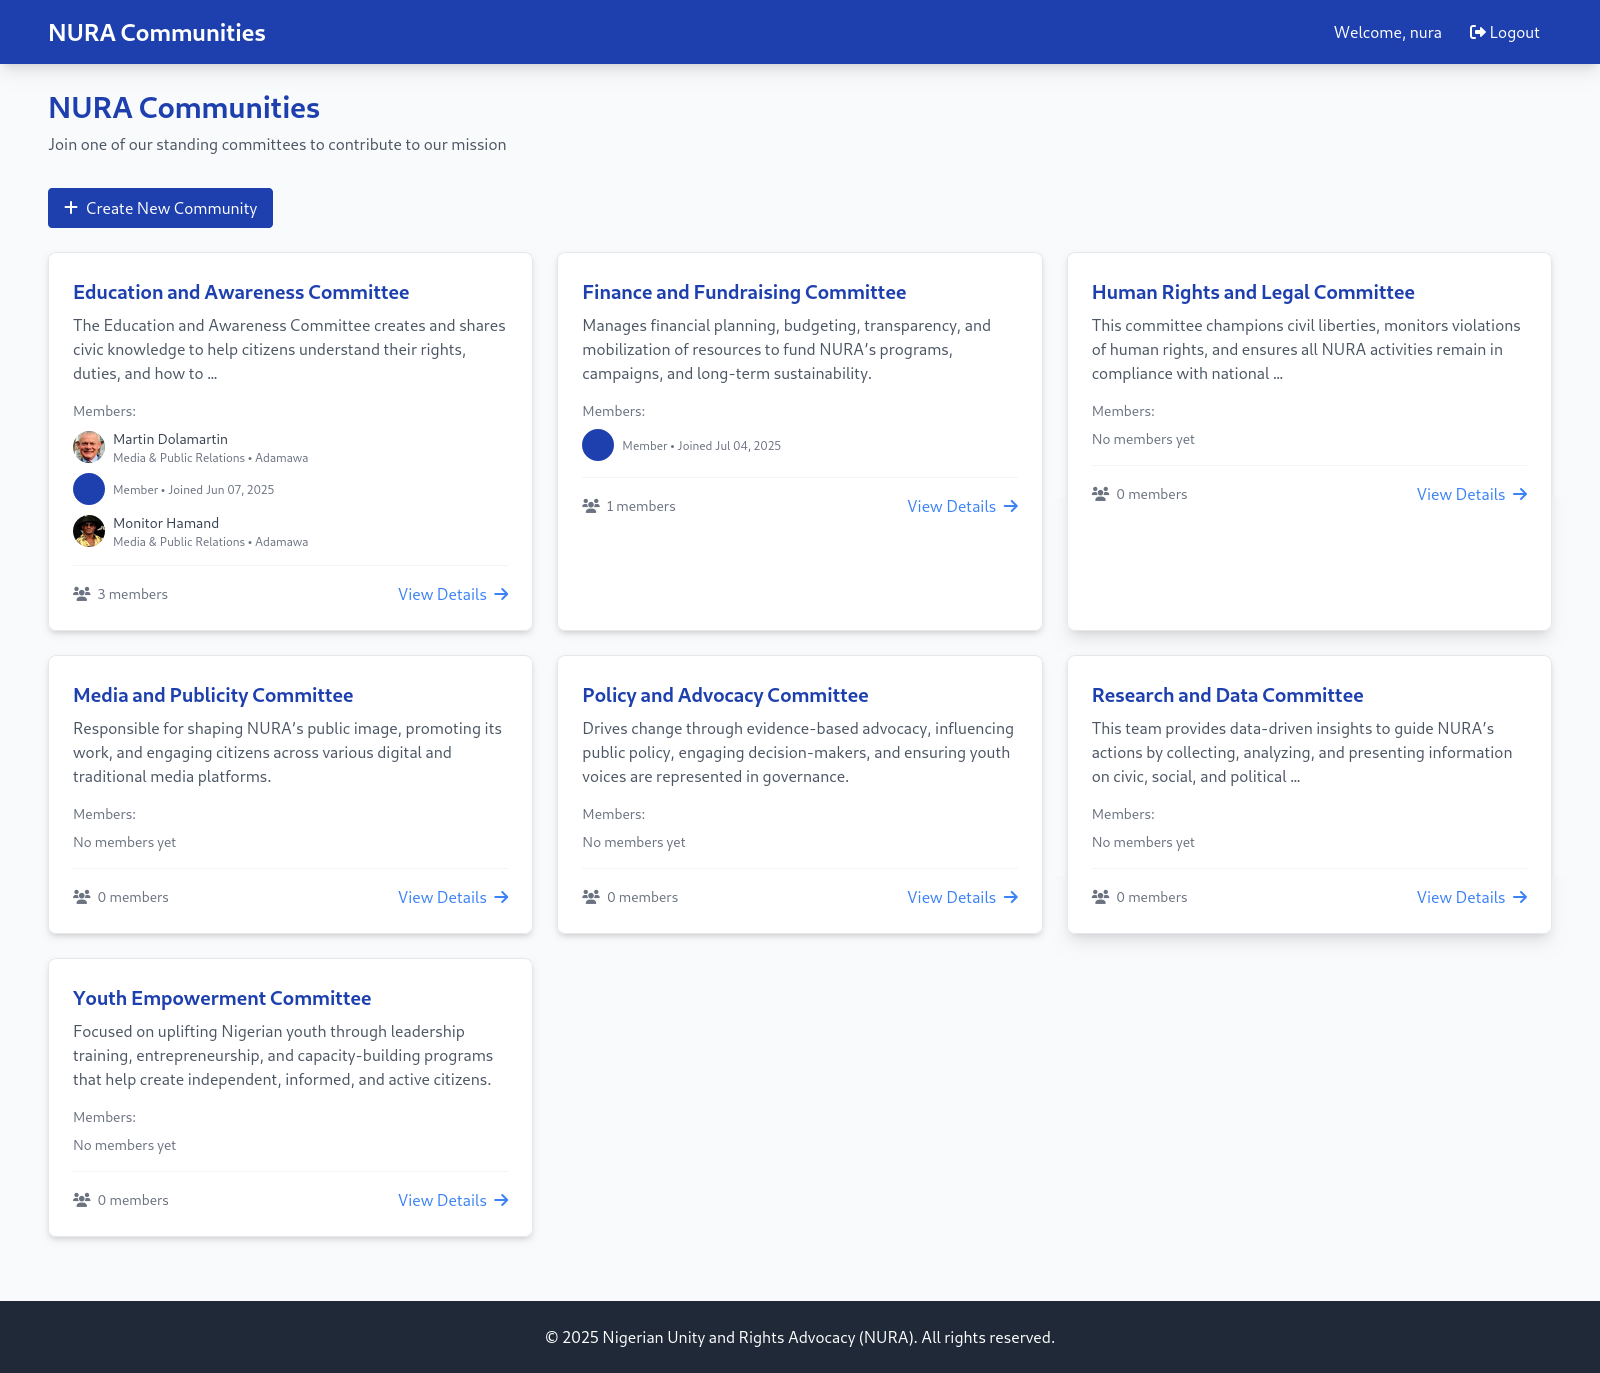 NURA Communities
Welcome, nura
Logout
NURA Communities
Join one of our standing committees to contribute to our mission
Create New Community
Education and Awareness Committee
The Education and Awareness Committee creates and shares
civic knowledge to help citizens understand their rights,
duties, and how to ...
Members:
Martin Dolamartin
Media & Public Relations • Adamawa
Member • Joined Jun 07, 2025
Monitor Hamand
Media & Public Relations • Adamawa
3 members
View Details
Finance and Fundraising Committee
Manages financial planning, budgeting, transparency, and
mobilization of resources to fund NURA’s programs,
campaigns, and long-term sustainability.
Members:
Member • Joined Jul 04, 2025
1 members
View Details
Human Rights and Legal Committee
This committee champions civil liberties, monitors violations
of human rights, and ensures all NURA activities remain in
compliance with national ...
Members:
No members yet
0 members
View Details
Media and Publicity Committee
Responsible for shaping NURA’s public image, promoting its
work, and engaging citizens across various digital and
traditional media platforms.
Members:
No members yet
0 members
View Details
Policy and Advocacy Committee
Drives change through evidence-based advocacy, influencing
public policy, engaging decision-makers, and ensuring youth
voices are represented in governance.
Members:
No members yet
0 members
View Details
Research and Data Committee
This team provides data-driven insights to guide NURA’s
actions by collecting, analyzing, and presenting information
on civic, social, and political ...
Members:
No members yet
0 members
View Details
Youth Empowerment Committee
Focused on uplifting Nigerian youth through leadership
training, entrepreneurship, and capacity-building programs
that help create independent, informed, and active citizens.
Members:
No members yet
0 members
View Details
© 2025 Nigerian Unity and Rights Advocacy (NURA). All rights reserved.